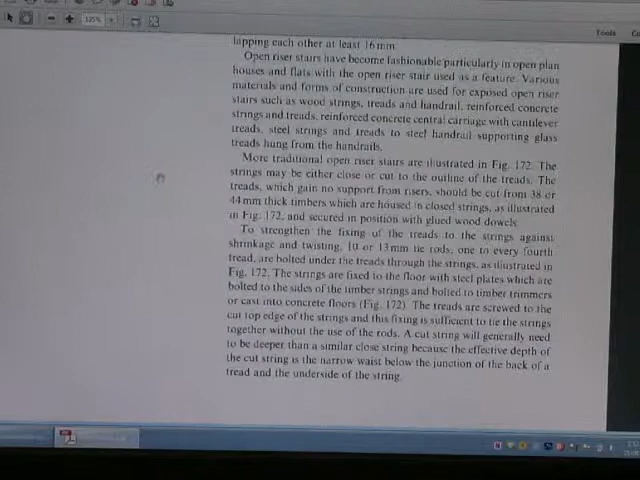 Tools
125%
lapping each other at least 16 mm.
Open riser stairs have become fashionable particularly in open plan
houses and flats with the open riser stair used as a feature. Various
materials and forms of construction are used for exposed open riser
stairs such as wood strings, treads and handrail, reinforced concrete
strings and treads, reinforced concrete central carriage with cantilever
treads, steel strings and treads to steel handrail supporting glass
treads hung from the handrails.
More traditional open riser stairs are illustrated in Fig. 172. The
strings may be either close or cut to the outline of the treads. The
treads, which gain no support from risers, should be cut from 38 or
44 mm thick timbers which are housed in closed strings, as illustrated
in Fig. 172, and secured in position with glued wood dowels.
To strengthen the fixing of the treads to the strings against
shrinkage and twisting, 10 or 13 mm tie rods, one to every fourth
tread, are bolted under the treads through the strings, as illustrated in
Fig. 172. The strings are fixed to the floor with steel plates which are
bolted to the sides of the timber strings and bolted to timber trimmers
or cast into concrete floors (Fig. 172). The treads are screwed to the
cut top edge of the strings and this fixing is sufficient to tie the strings
together without the use of the rods. A cut string will generally need
to be deeper than a similar close string because the effective depth of
the cut string is the narrow waist below the junction of the back of a
tread and the underside of the string.